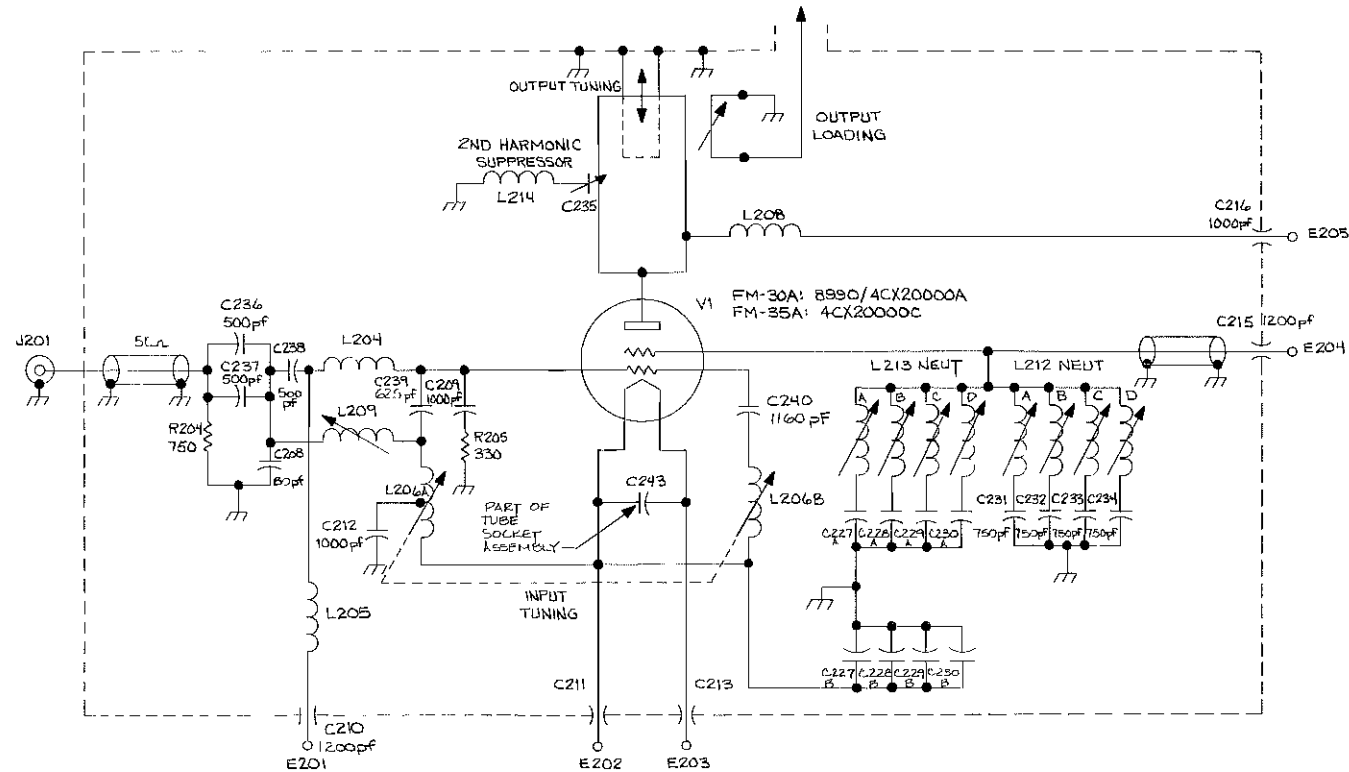 OUTPUT TUNING
OUTPUT
LOADING
2ND HARMONIC
SUPPRESSOR
L214
C235
L208
C216
1000pf
E205
V1
FM-30A: 8990/4CX20000A
FM-35A: 4CX20000C
C215 1200pf
E204
J201
C236
500pf
C237
500pf
C238
500
pf
R204
750
C208
L204
L209
C239
625pf
C209
1000pf
R205
330
L206A
C212
1000pf
PART OF
TUBE
SOCKET
ASSEMBLY
C243
C240
1160pF
L206B
INPUT
TUNING
L213 NEUT
L212 NEUT
A B C D
A B C D
C231 C232 C233 C234
750pf 750pf 750pf 750pf
C227 C228 C229 C230
A A A A
C227 C228 C229 C230
B B B B
L205
C210
1200pf
E201
C211
E202
C213
E203